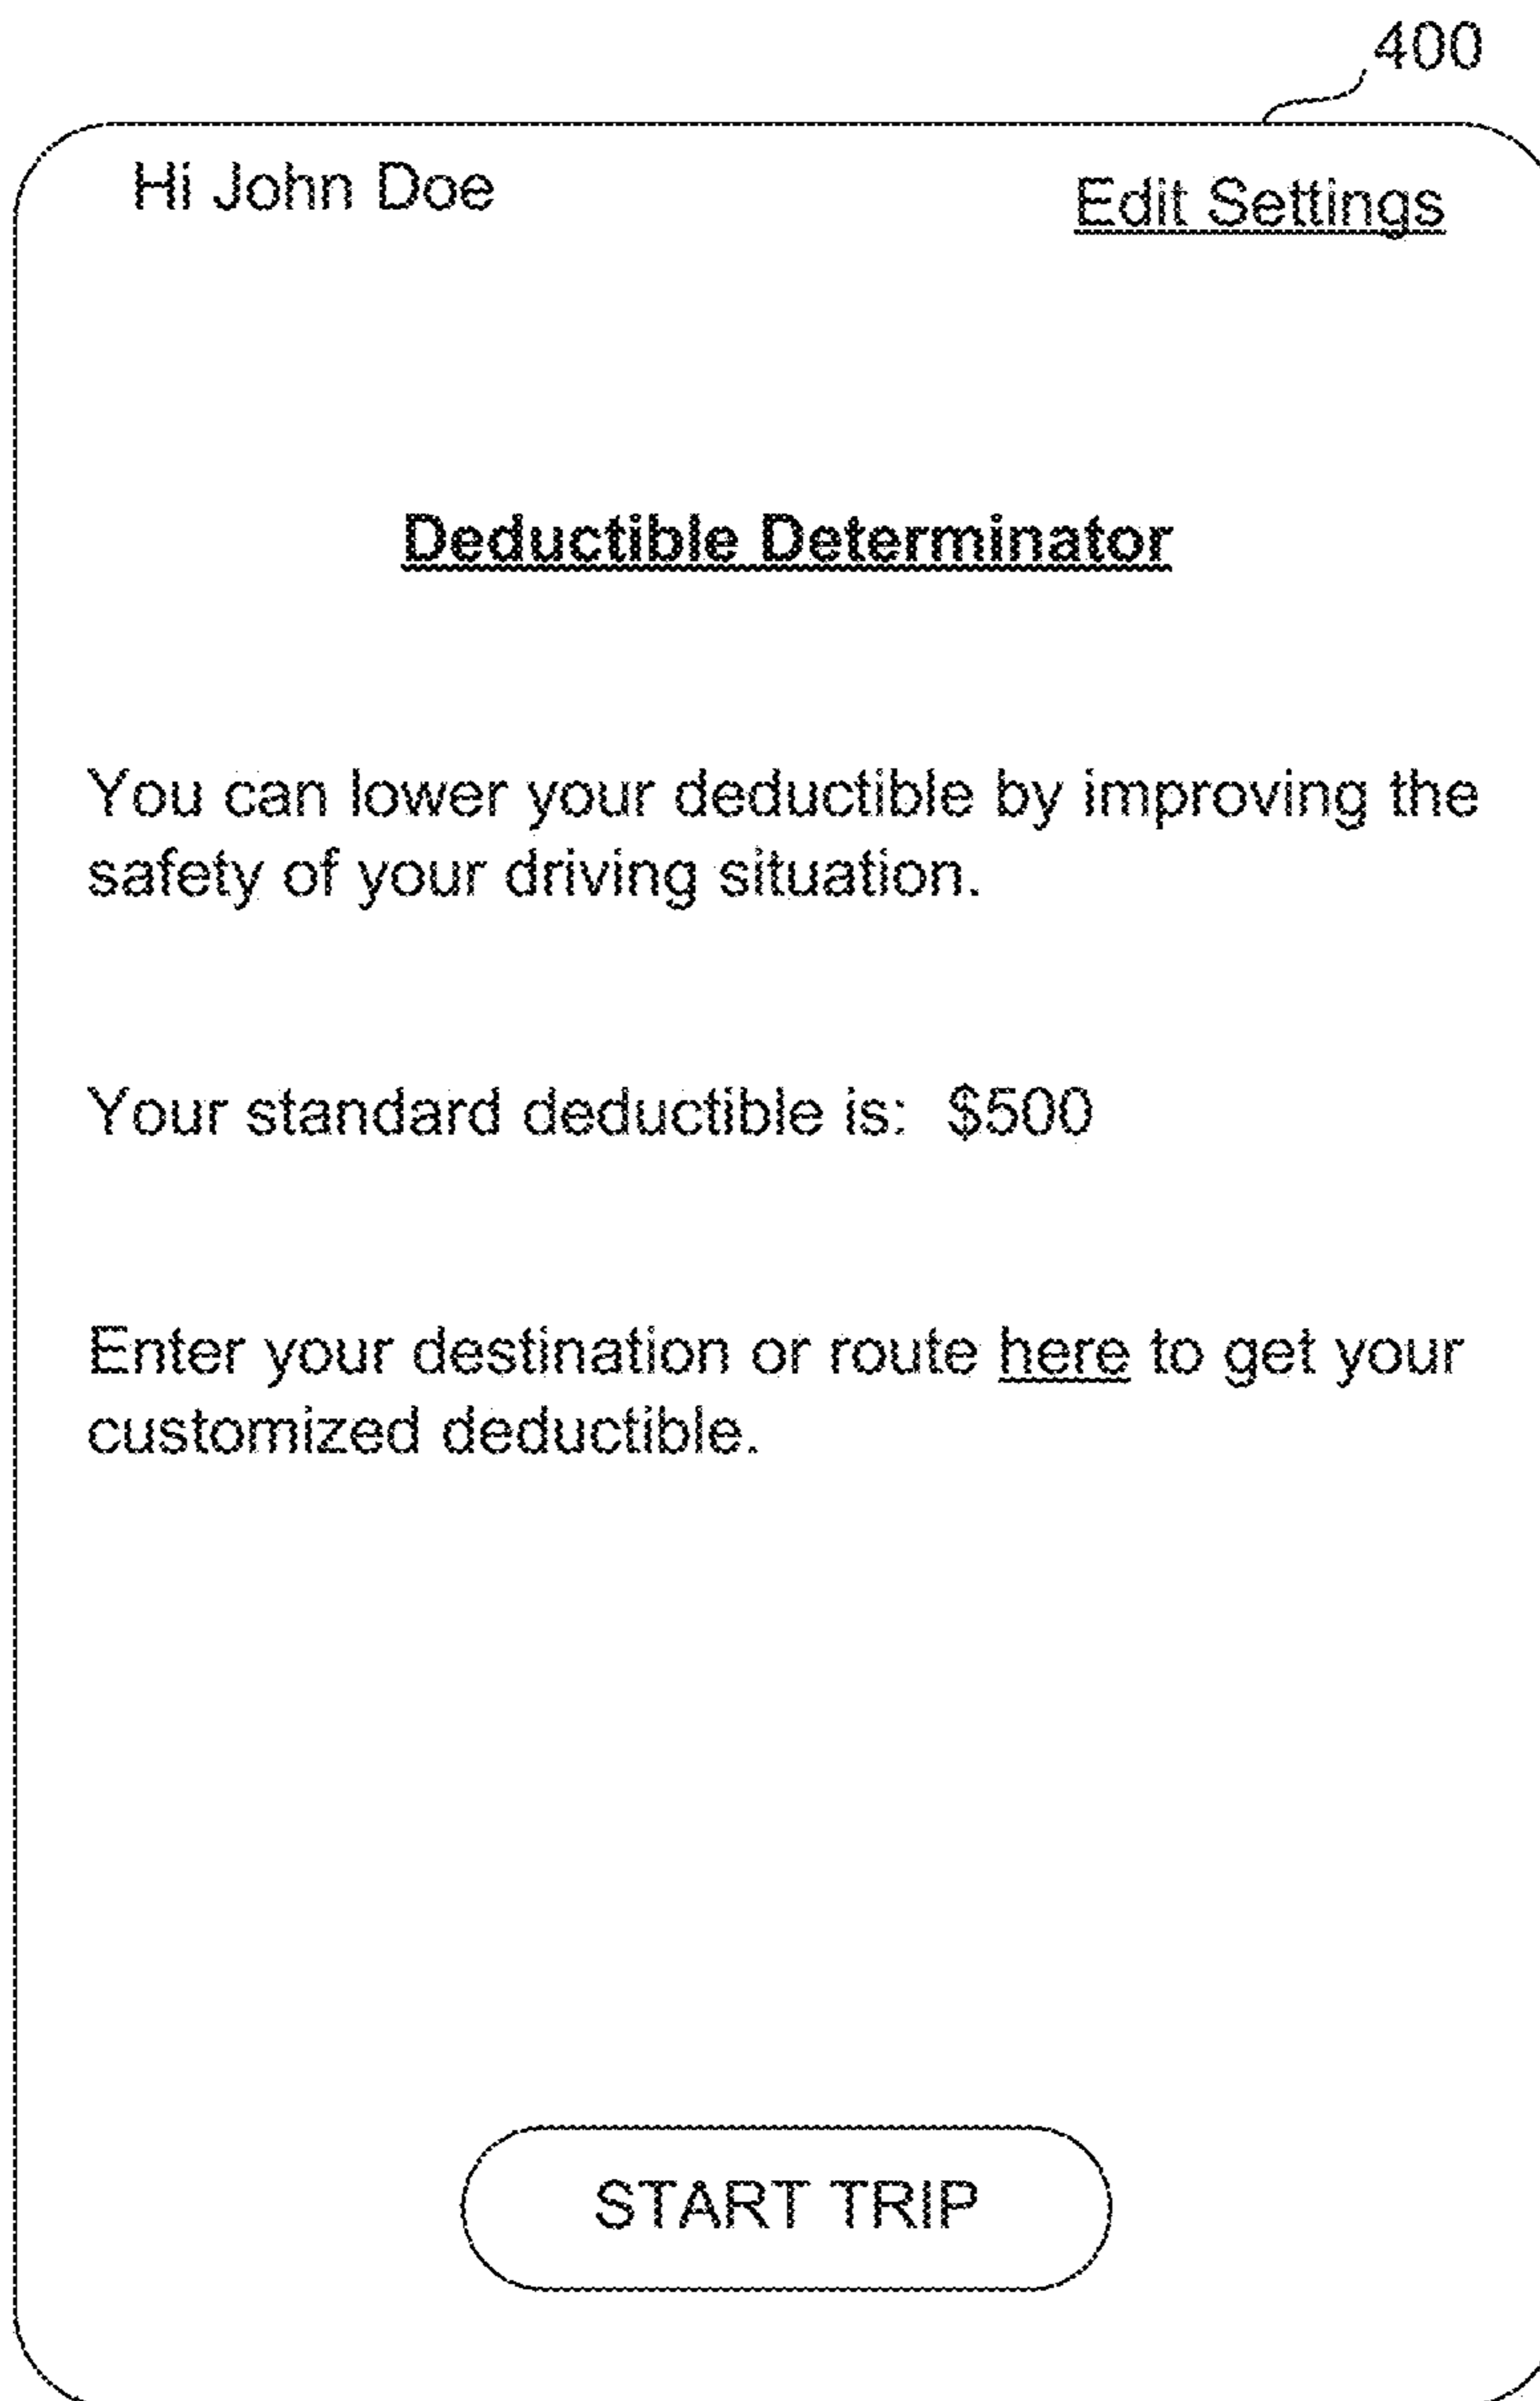 400
Hi John Doe
Edit Settings
Deductible Determinator
You can lower your deductible by improving the
safety of your driving situation.
Your standard deductible is: $500
Enter your destination or route here to get your
customized deductible.
START TRIP